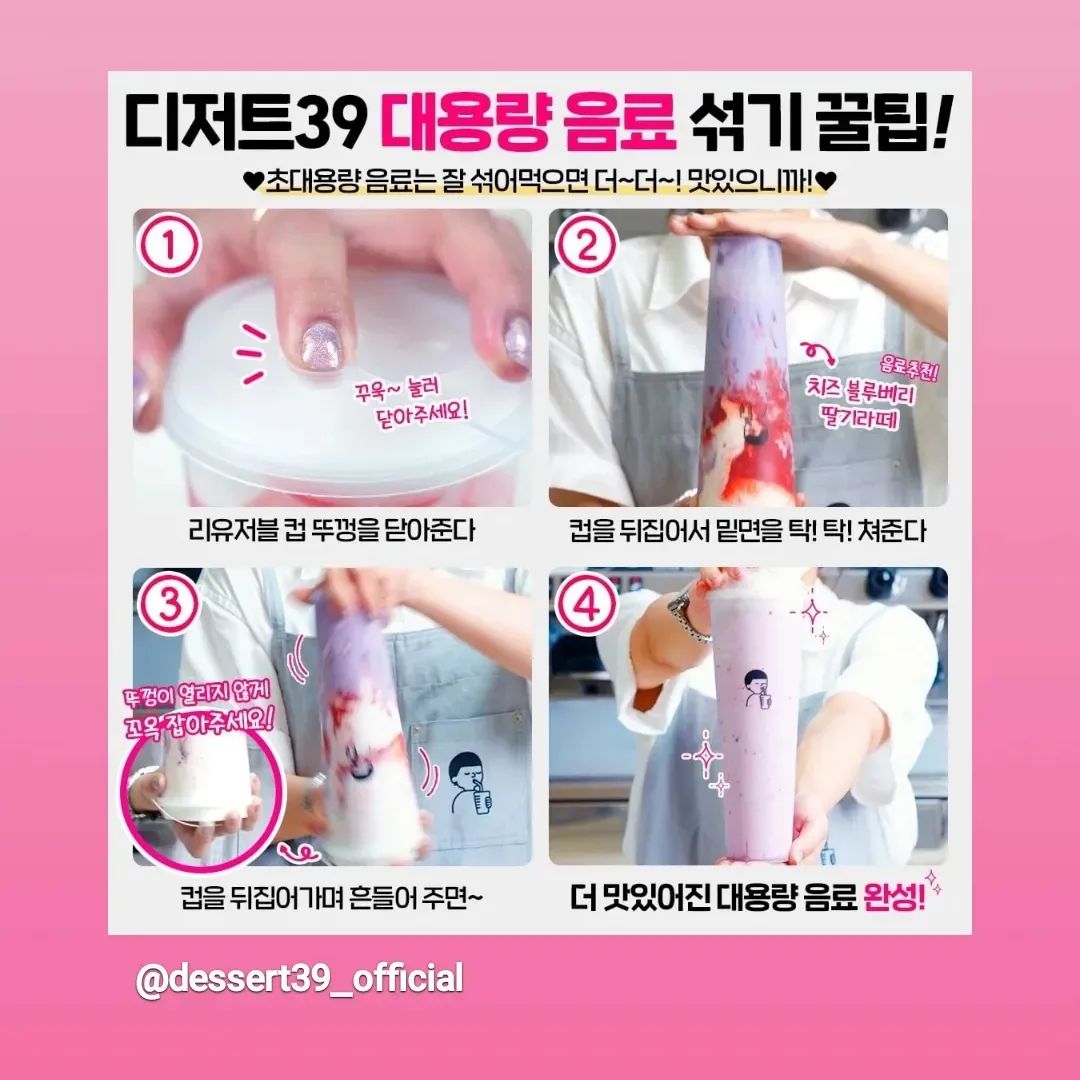 디저트39 대용량 음료 섞기 꿀팁!
♥초대용량 음료는 잘 섞어먹으면 더~더~! 맛있으니까!♥
1
꾸욱~ 눌러
닫아주세요!
리유저블 컵 뚜껑을 닫아준다
2
음료추천!
치즈 블루베리
딸기라떼
컵을 뒤집어서 밑면을 탁! 탁! 쳐준다
3
뚜껑이 열리지 않게
꼬옥 잡아주세요!
컵을 뒤집어가며 흔들어 주면~
4
더 맛있어진 대용량 음료 완성!
@dessert39_official